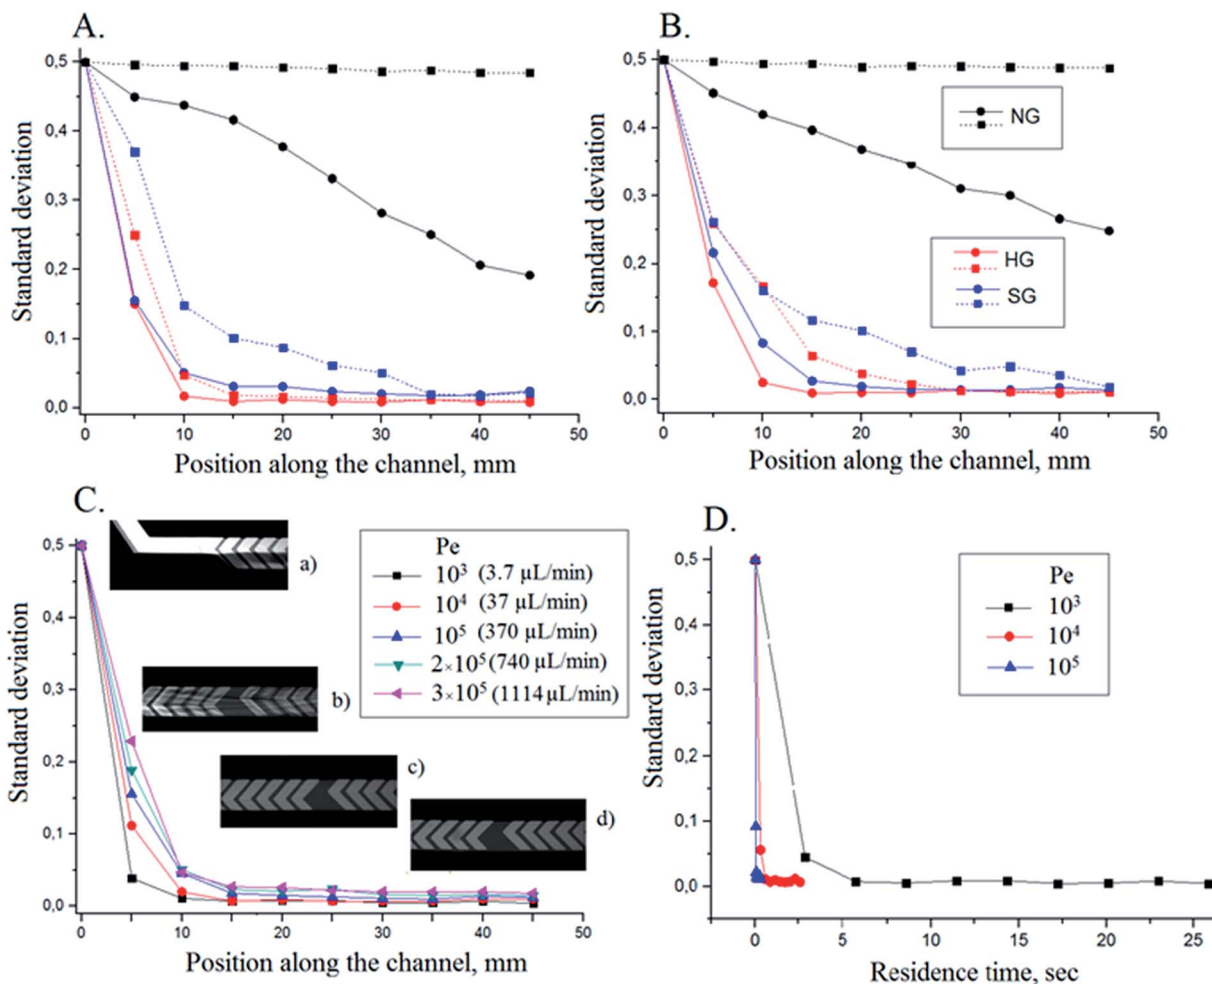 A.
Standard deviation
0,5
0,4
0,3
0,2
0,1
0,0
0 10 20 30 40 50
Position along the channel, mm
B.
Standard deviation
0,5
0,4
0,3
0,2
0,1
0,0
NG
HG
SG
0 10 20 30 40 50
Position along the channel, mm
C.
Standard deviation
0,5
0,4
0,3
0,2
0,1
0,0
a)
b)
c)
d)
Pe
10³ (3.7 µL/min)
10⁴ (37 µL/min)
10⁵ (370 µL/min)
2×10⁵ (740 µL/min)
3×10⁵ (1114 µL/min)
0 10 20 30 40 50
Position along the channel, mm
D.
Standard deviation
0,5
0,4
0,3
0,2
0,1
0,0
Pe
10³
10⁴
10⁵
0 5 10 15 20 25
Residence time, sec